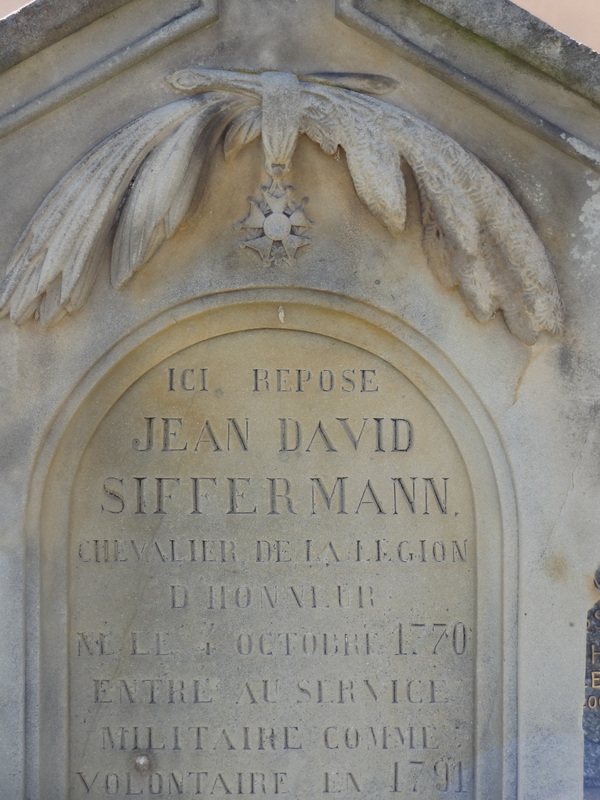 ICI REPOSE
JEAN DAVID
SIFFERMANN.
CHEVALIER DE LA LEGION
D'HONNEUR
NÉ LE 4 OCTOBRE 1770
ENTRE AU SERVICE
MILITAIRE COMME
VOLONTAIRE EN 1791